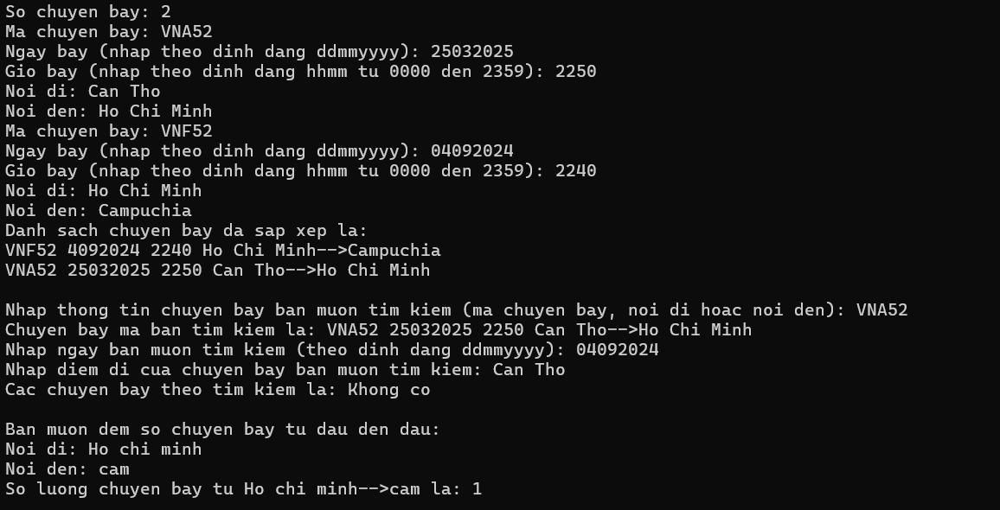 So chuyen bay: 2
Ma chuyen bay: VNA52
Ngay bay (nhap theo dinh dang ddmmyyyy): 25032025
Gio bay (nhap theo dinh dang hhmm tu 0000 den 2359): 2250
Noi di: Can Tho
Noi den: Ho Chi Minh
Ma chuyen bay: VNF52
Ngay bay (nhap theo dinh dang ddmmyyyy): 04092024
Gio bay (nhap theo dinh dang hhmm tu 0000 den 2359): 2240
Noi di: Ho Chi Minh
Noi den: Campuchia
Danh sach chuyen bay da sap xep la:
VNF52 4092024 2240 Ho Chi Minh-->Campuchia
VNA52 25032025 2250 Can Tho-->Ho Chi Minh

Nhap thong tin chuyen bay ban muon tim kiem (ma chuyen bay, noi di hoac noi den): VNA52
Chuyen bay ma ban tim kiem la: VNA52 25032025 2250 Can Tho-->Ho Chi Minh
Nhap ngay ban muon tim kiem (theo dinh dang ddmmyyyy): 04092024
Nhap diem di cua chuyen bay ban muon tim kiem: Can Tho
Cac chuyen bay theo tim kiem la: Khong co

Ban muon dem so chuyen bay tu dau den dau:
Noi di: Ho chi minh
Noi den: cam
So luong chuyen bay tu Ho chi minh-->cam la: 1